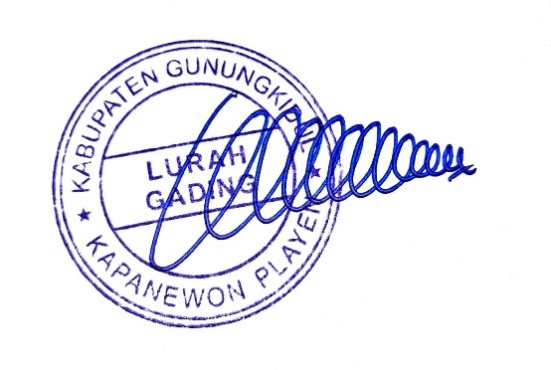 KABUPATEN GUNUNGKIDUL
LURAH
GADING
KAPANEWON PLAYEN